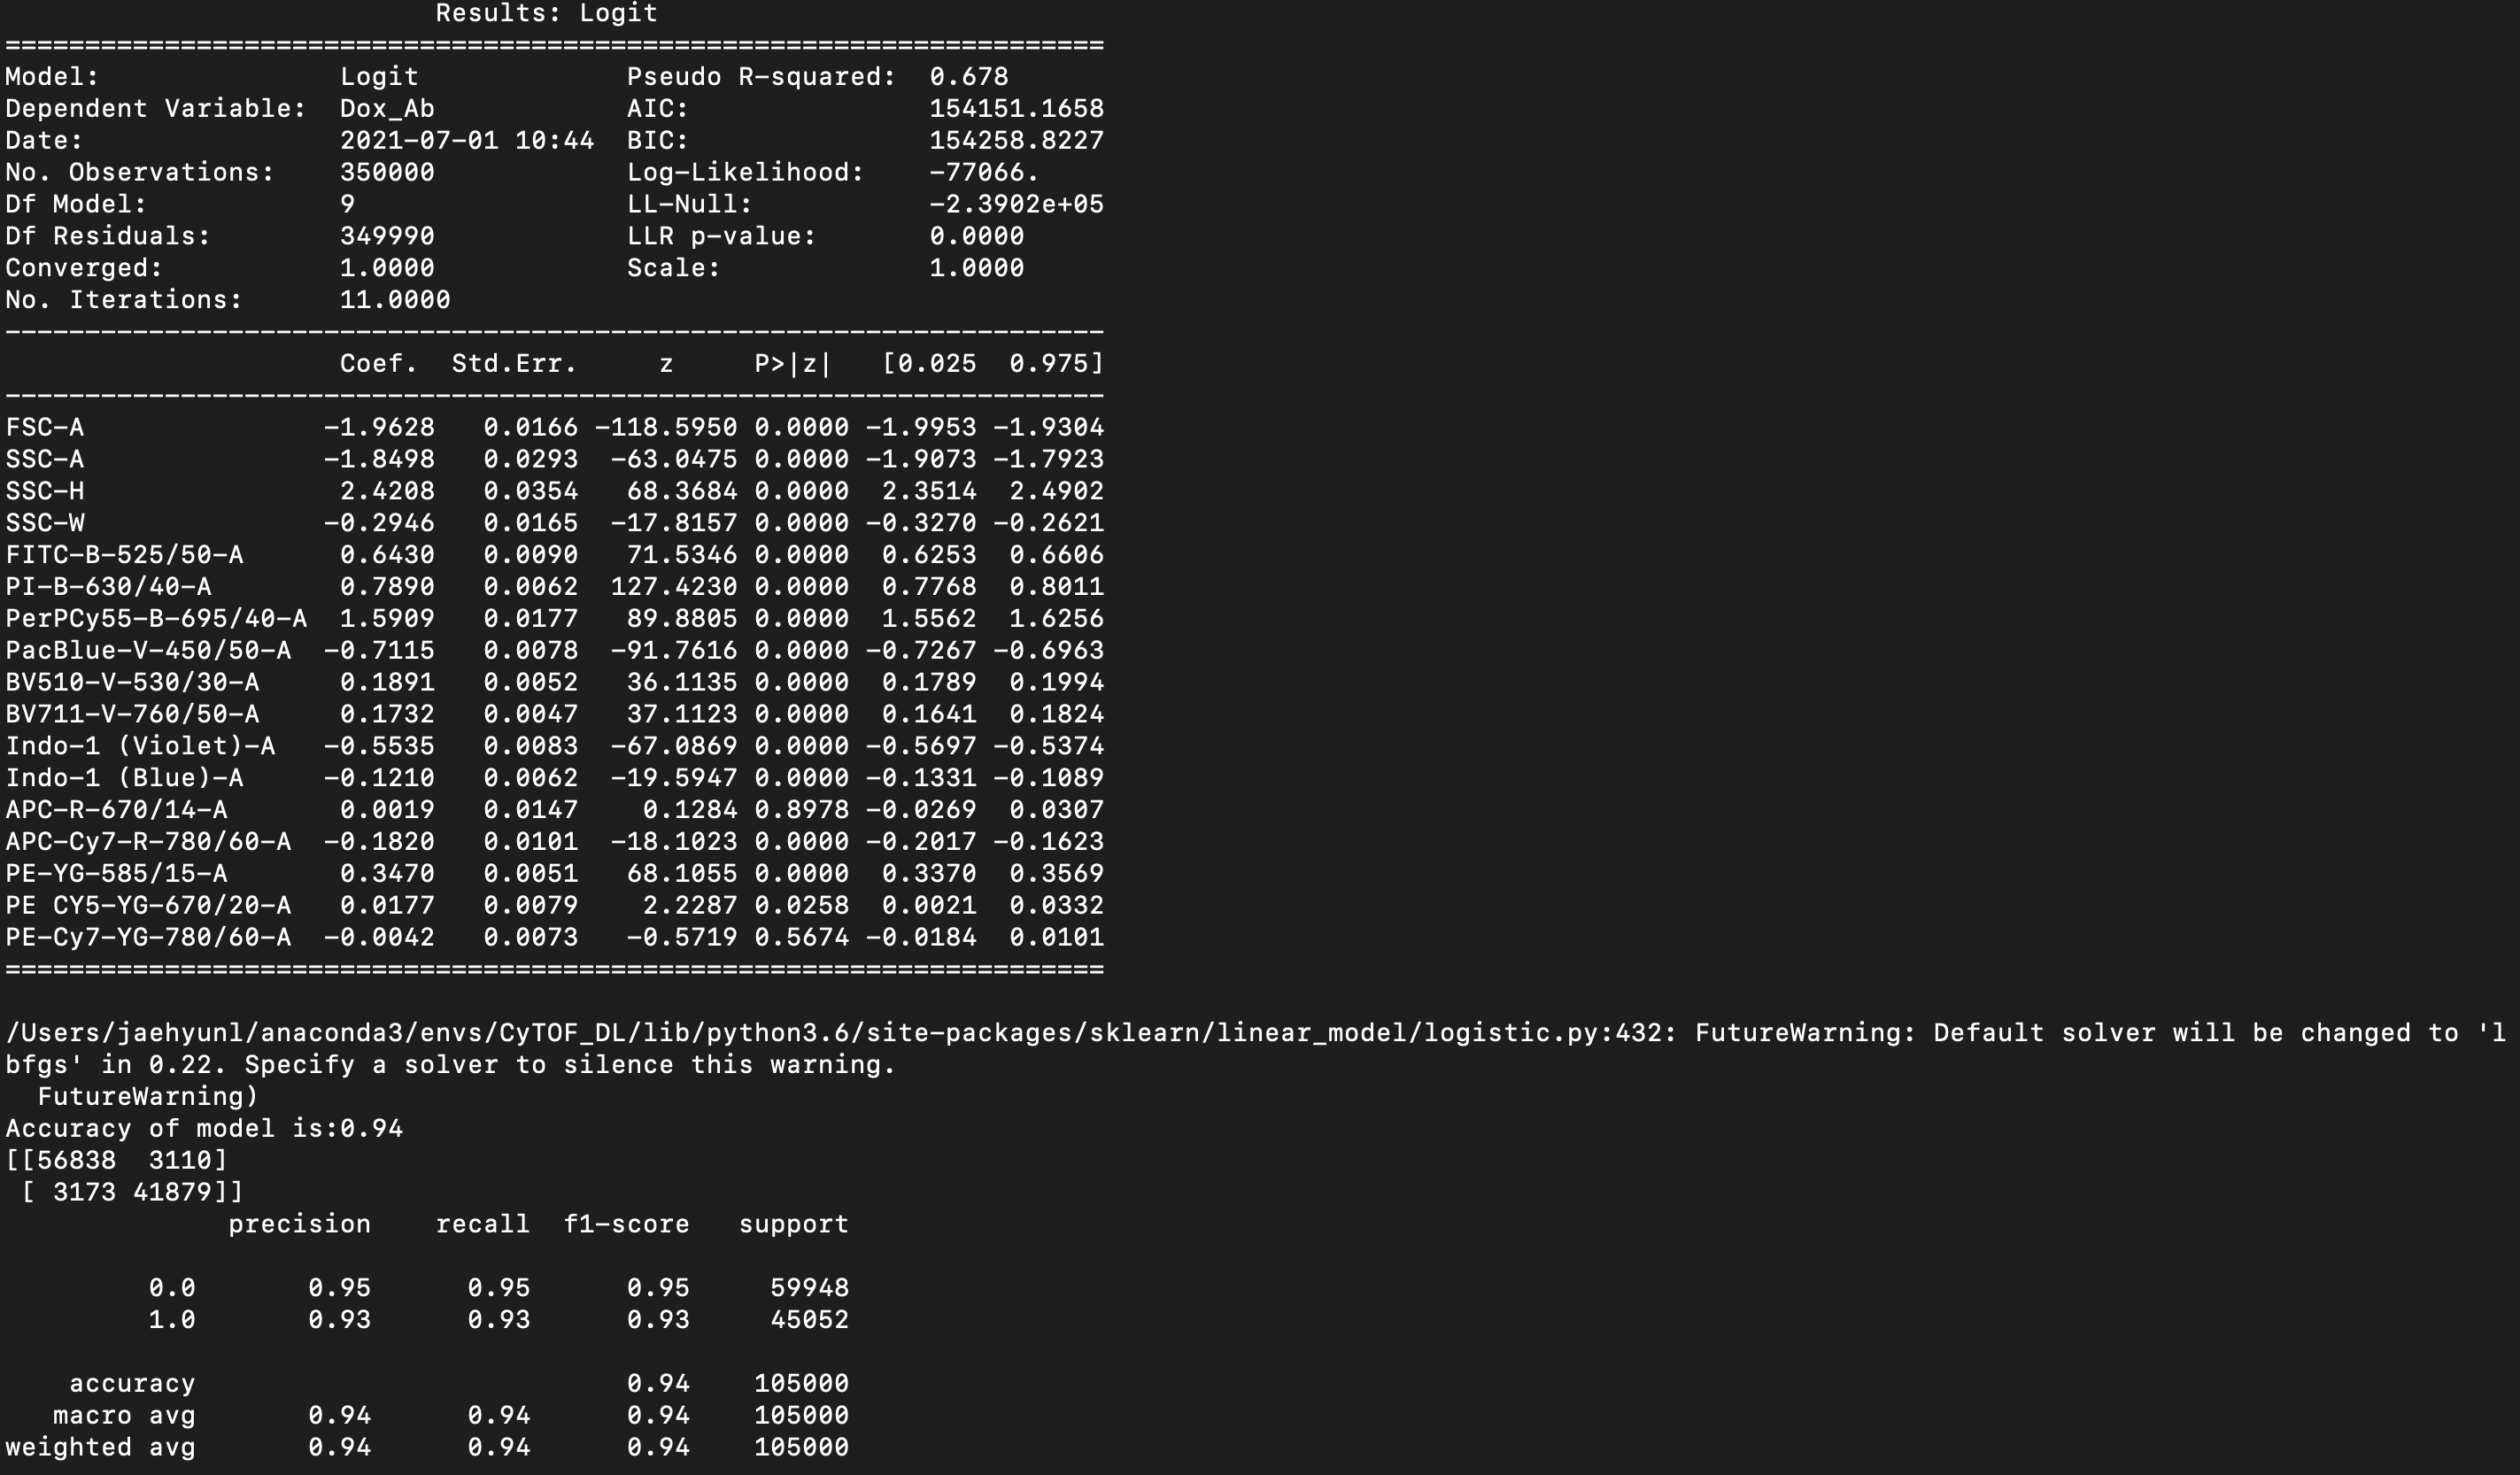 Results: Logit
=====================================================================
Model: Logit Pseudo R-squared: 0.678
Dependent Variable: Dox_Ab AIC: 154151.1658
Date: 2021-07-01 10:44 BIC: 154258.8227
No. Observations: 350000 Log-Likelihood: -77066.
Df Model: 9 LL-Null: -2.3902e+05
Df Residuals: 349990 LLR p-value: 0.0000
Converged: 1.0000 Scale: 1.0000
No. Iterations: 11.0000
---------------------------------------------------------------------
Coef. Std.Err. z P>|z| [0.025 0.975]
---------------------------------------------------------------------
FSC-A -1.9628 0.0166 -118.5950 0.0000 -1.9953 -1.9304
SSC-A -1.8498 0.0293 -63.0475 0.0000 -1.9073 -1.7923
SSC-H 2.4208 0.0354 68.3684 0.0000 2.3514 2.4902
SSC-W -0.2946 0.0165 -17.8157 0.0000 -0.3270 -0.2621
FITC-B-525/50-A 0.6430 0.0090 71.5346 0.0000 0.6253 0.6606
PI-B-630/40-A 0.7890 0.0062 127.4230 0.0000 0.7768 0.8011
PerPCy55-B-695/40-A 1.5909 0.0177 89.8805 0.0000 1.5562 1.6256
PacBlue-V-450/50-A -0.7115 0.0078 -91.7616 0.0000 -0.7267 -0.6963
BV510-V-530/30-A 0.1891 0.0052 36.1135 0.0000 0.1789 0.1994
BV711-V-760/50-A 0.1732 0.0047 37.1123 0.0000 0.1641 0.1824
Indo-1 (Violet)-A -0.5535 0.0083 -67.0869 0.0000 -0.5697 -0.5374
Indo-1 (Blue)-A -0.1210 0.0062 -19.5947 0.0000 -0.1331 -0.1089
APC-R-670/14-A 0.0019 0.0147 0.1284 0.8978 -0.0269 0.0307
APC-Cy7-R-780/60-A -0.1820 0.0101 -18.1023 0.0000 -0.2017 -0.1623
PE-YG-585/15-A 0.3470 0.0051 68.1055 0.0000 0.3370 0.3569
PE CY5-YG-670/20-A 0.0177 0.0079 2.2287 0.0258 0.0021 0.0332
PE-Cy7-YG-780/60-A -0.0042 0.0073 -0.5719 0.5674 -0.0184 0.0101
=====================================================================
/Users/jaehyunl/anaconda3/envs/CyTOF_DL/lib/python3.6/site-packages/sklearn/linear_model/logistic.py:432: FutureWarning: Default solver will be changed to 'l
bfgs' in 0.22. Specify a solver to silence this warning.
FutureWarning)
Accuracy of model is:0.94
[[56838 3110]
[ 3173 41879]]
precision recall f1-score support
0.0 0.95 0.95 0.95 59948
1.0 0.93 0.93 0.93 45052
accuracy 0.94 105000
macro avg 0.94 0.94 0.94 105000
weighted avg 0.94 0.94 0.94 105000